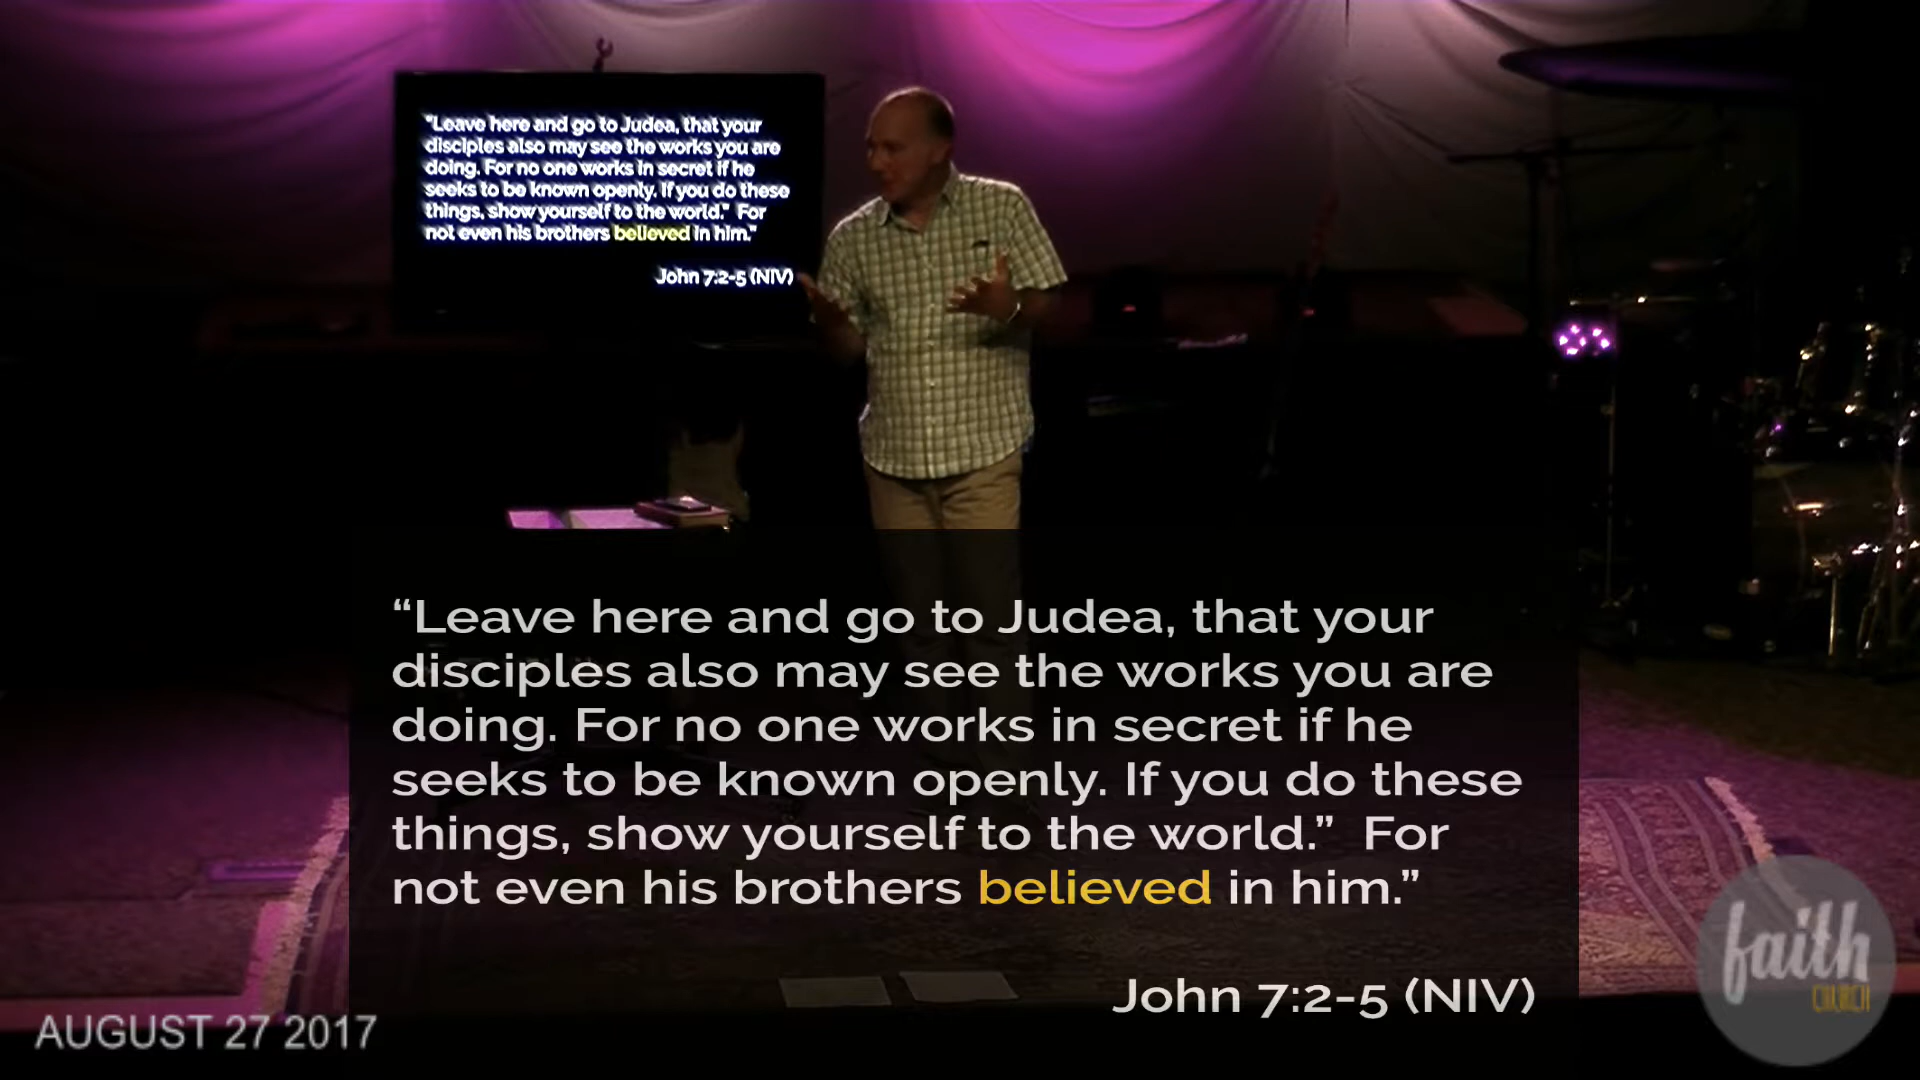 "Leave here and go to Judea, that your
disciples also may see the works you are
doing. For no one works in secret if he
seeks to be known openly. If you do these
things, show yourself to the world."  For
not even his brothers believed in him."
John 7:2-5 (NIV)
“Leave here and go to Judea, that your
disciples also may see the works you are
doing. For no one works in secret if he
seeks to be known openly. If you do these
things, show yourself to the world.”  For
not even his brothers believed in him.”
John 7:2-5 (NIV)
faith
CHURCH
AUGUST 27 2017